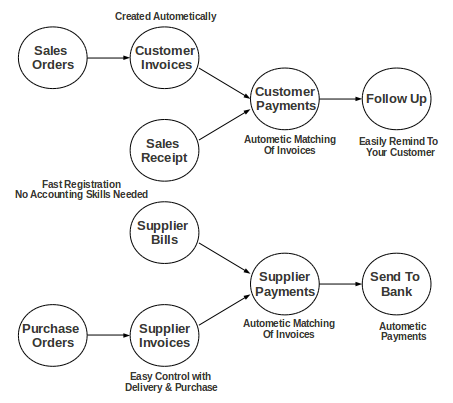 Created Autometically
Sales
Orders
Customer
Invoices
Customer
Payments
Follow Up
Sales
Receipt
Autometic Matching
Of Invoices
Easily Remind To
Your Customer
Fast Registration
No Accounting Skills Needed
Supplier
Bills
Supplier
Payments
Send To
Bank
Purchase
Orders
Supplier
Invoices
Autometic Matching
Of Invoices
Autometic
Payments
Easy Control with
Delivery & Purchase